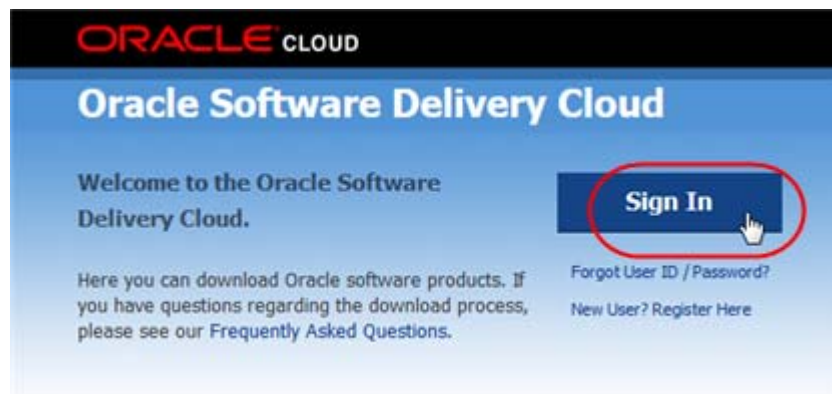 ORACLE CLOUD
Oracle Software Delivery Cloud
Welcome to the Oracle Software
Delivery Cloud.
Here you can download Oracle software products. If
you have questions regarding the download process,
please see our Frequently Asked Questions.
Sign In
Forgot User ID / Password?
New User? Register Here